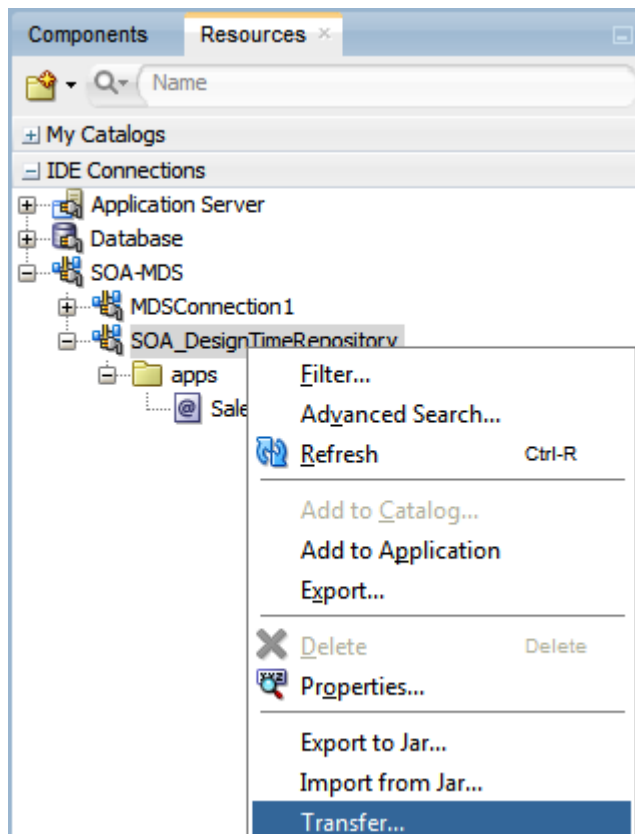 Components Resources
Name
My Catalogs
IDE Connections
Application Server
Database
SOA-MDS
MDSConnection1
SOA_DesignTimeRepository
apps
Filter...
Sale
Advanced Search...
Refresh Ctrl-R
Add to Catalog...
Add to Application
Export...
Delete Delete
Properties...
Export to Jar...
Import from Jar...
Transfer...